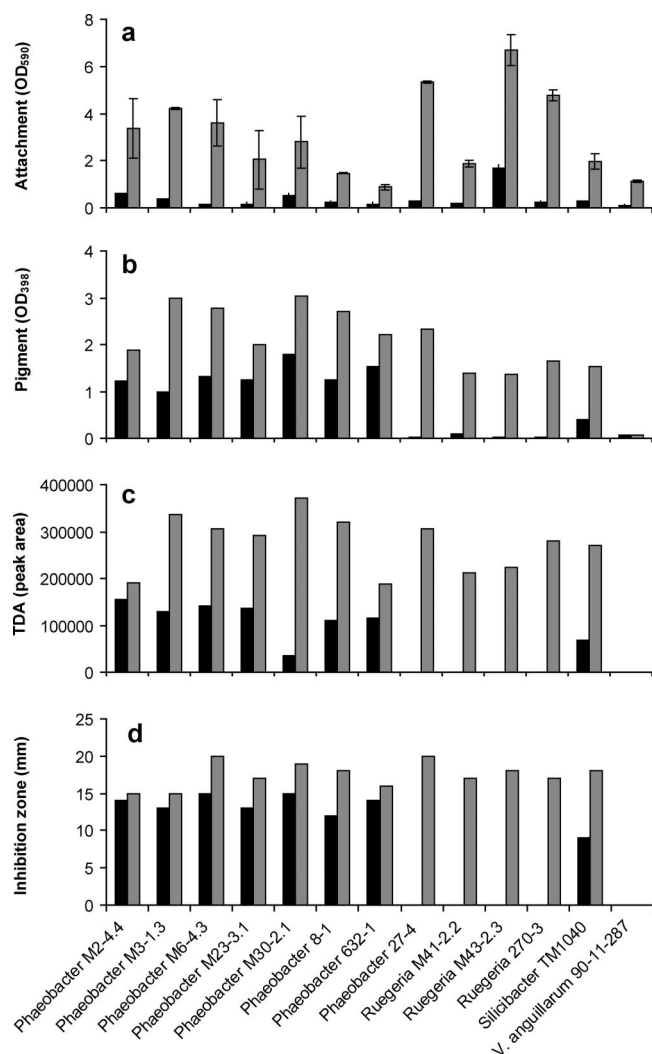 a
Attachment (OD₅₉₀)
8
6
4
2
0
b
Pigment (OD₃₉₈)
4
3
2
1
0
c
TDA (peak area)
400000
300000
200000
100000
0
d
Inhibition zone (mm)
25
20
15
10
5
0
Phaeobacter M2-4.4
Phaeobacter M3-1.3
Phaeobacter M6-4.3
Phaeobacter M23-3.1
Phaeobacter M30-2.1
Phaeobacter 8-1
Phaeobacter 632-1
Phaeobacter 27-4
Ruegeria M41-2.2
Ruegeria M43-2.3
Ruegeria 270-3
Silicibacter TM1040
V. anguillarum 90-11-287